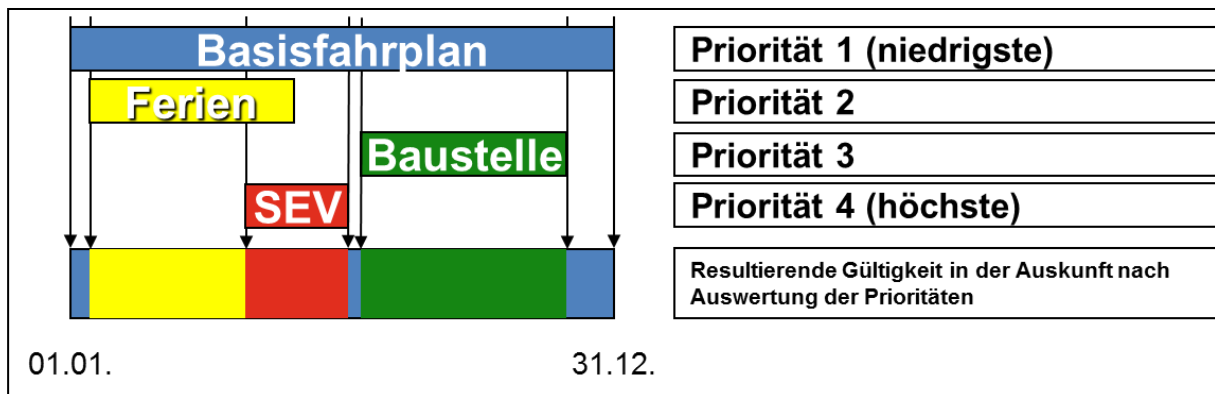 Basisfahrplan
Priorität 1 (niedrigste)
Ferien
Priorität 2
Baustelle
Priorität 3
SEV
Priorität 4 (höchste)
Resultierende Gültigkeit in der Auskunft nach
Auswertung der Prioritäten
01.01.
31.12.